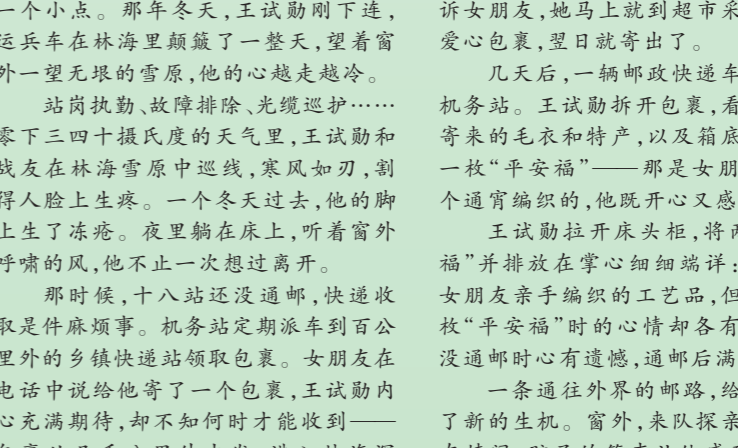 一个小点。那年冬天,王试勋刚下连,
运兵车在林海里颠簸了一整天,望着窗
外一望无垠的雪原,他的心越走越冷。
站岗执勤、故障排除、光缆巡护……
零下三四十摄氏度的天气里,王试勋和
战友在林海雪原中巡线,寒风如刃,割
得人脸上生疼。一个冬天过去,他的脚
上生了冻疮。夜里躺在床上,听着窗外
呼啸的风,他不止一次想过离开。
那时候,十八站还没通邮,快递收
取是件麻烦事。机务站定期派车到百公
里外的乡镇快递站领取包裹。女朋友在
电话中说给他寄了一个包裹,王试勋内
心充满期待,却不知何时才能收到——
诉女朋友,她马上就到超市采
爱心包裹,翌日就寄出了。
几天后,一辆邮政快递车
机务站。王试勋拆开包裹,看
寄来的毛衣和特产,以及箱底
一枚“平安福”——那是女朋
个通宵编织的,他既开心又感
王试勋拉开床头柜,将两
福”并排放在掌心细细端详:
女朋友亲手编织的工艺品,但
枚“平安福”时的心情却各有
没通邮时心有遗憾,通邮后满
一条通往外界的邮路,给
了新的生机。窗外,来队探亲